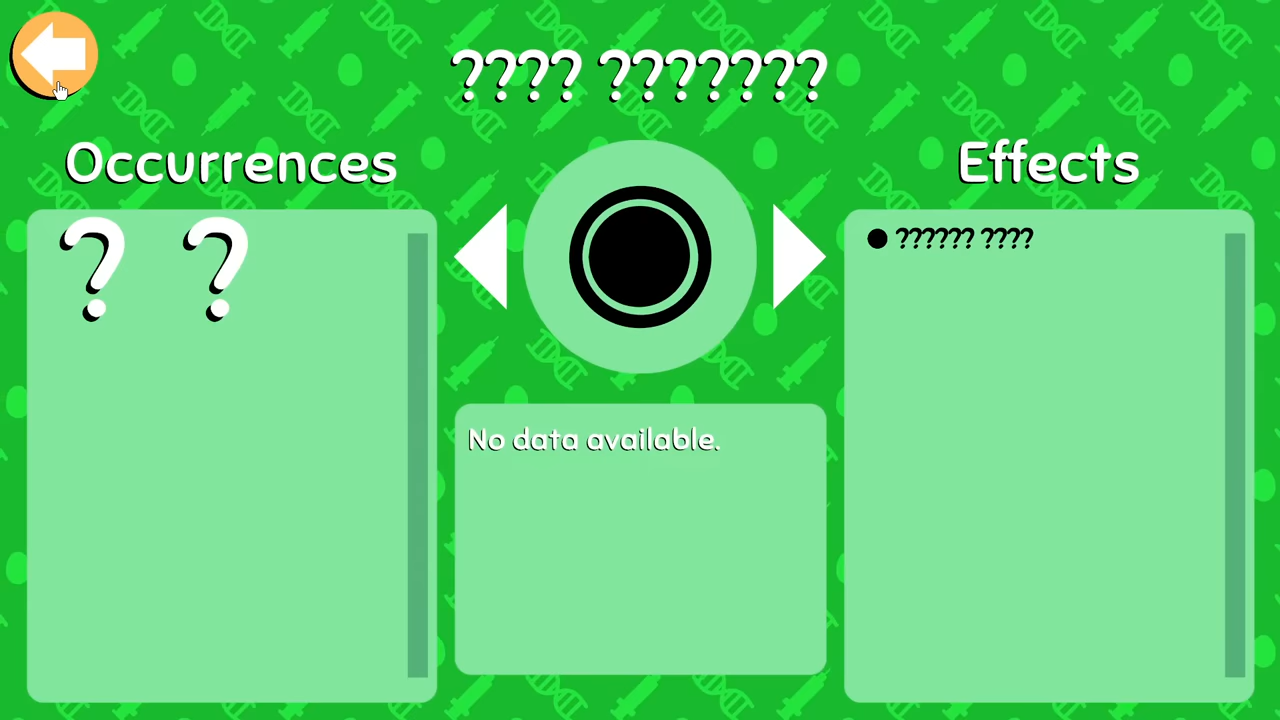 ???? ???????
Occurrences
? ?
No data available.
Effects
● ?????? ????